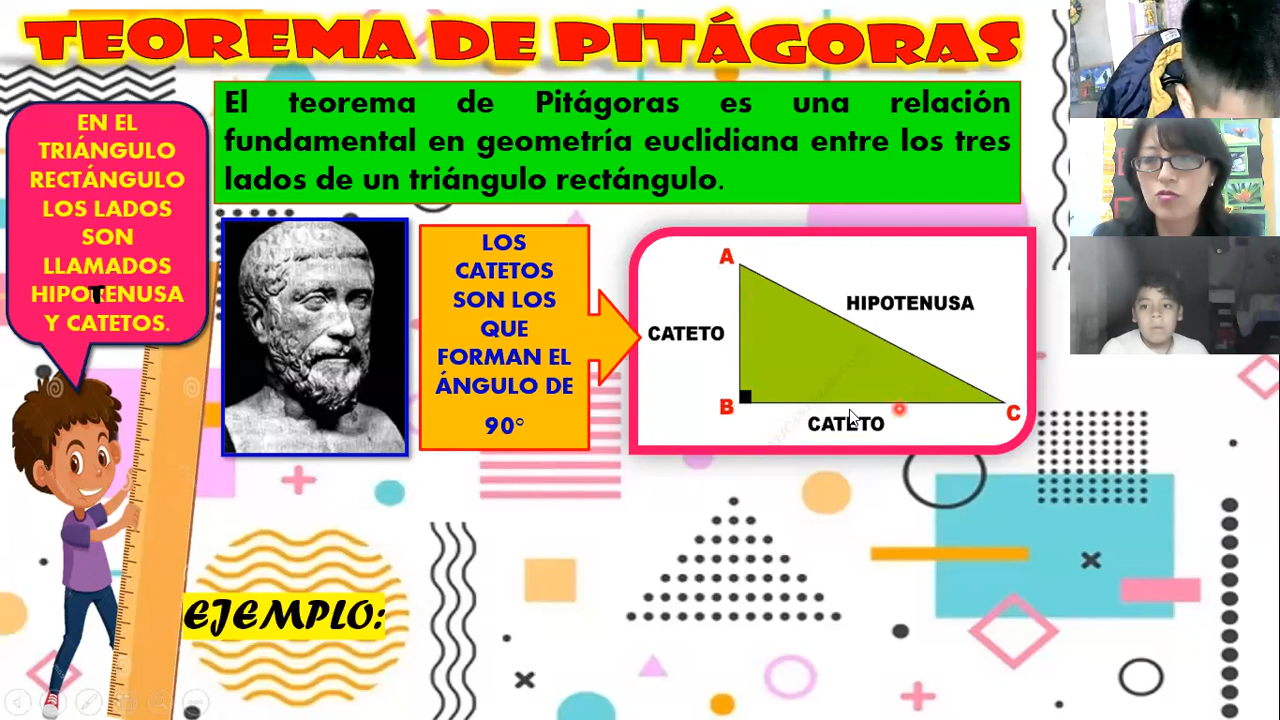 TEOREMA DE PITÁGORAS
El teorema de Pitágoras es una relación
fundamental en geometría euclidiana entre los tres
lados de un triángulo rectángulo.
EN EL
TRIÁNGULO
RECTÁNGULO
LOS LADOS
SON
LLAMADOS
HIPOTENUSA
Y CATETOS.
LOS
CATETOS
SON LOS
QUE
FORMAN EL
ÁNGULO DE
90°
A
HIPOTENUSA
CATETO
B
C
CATETO
EJEMPLO: